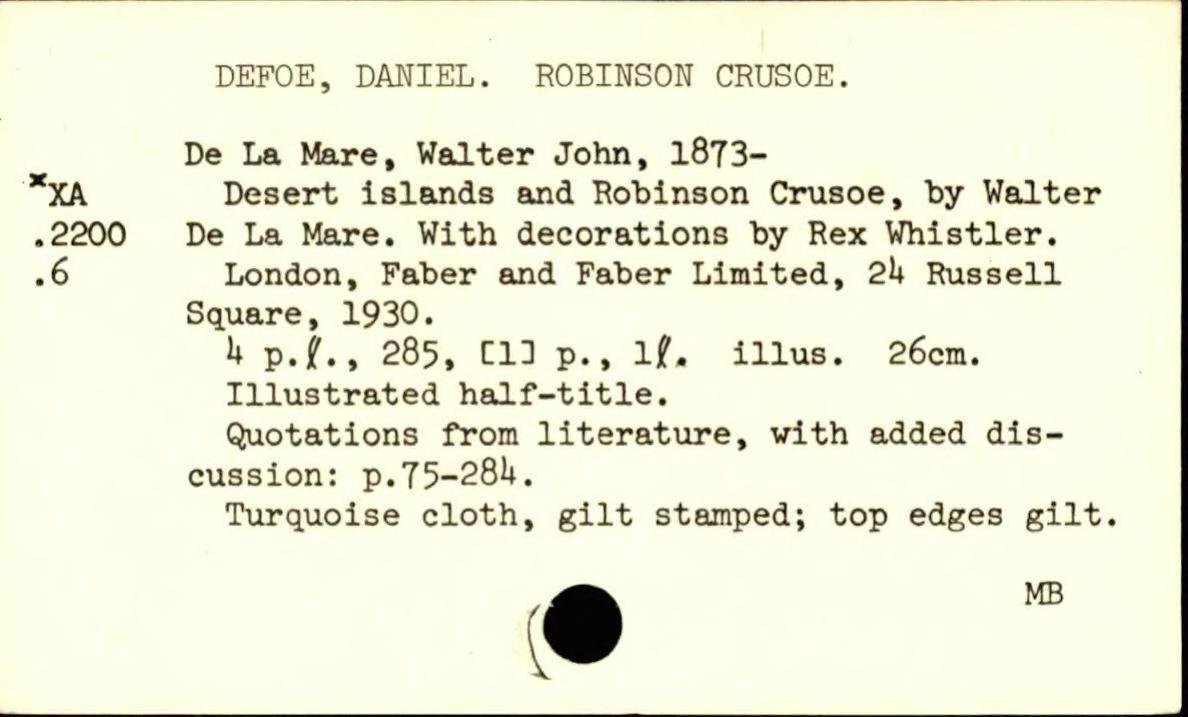 DEFOE, DANIEL. ROBINSON CRUSOE.
De La Mare, Walter John, 1873-
*XA Desert islands and Robinson Crusoe, by Walter
.2200 De La Mare. With decorations by Rex Whistler.
.6 London, Faber and Faber Limited, 24 Russell
Square, 1930.
4 p.ℓ., 285, [1] p., 1ℓ. illus. 26cm.
Illustrated half-title.
Quotations from literature, with added dis-
cussion: p.75-284.
Turquoise cloth, gilt stamped; top edges gilt.
MB